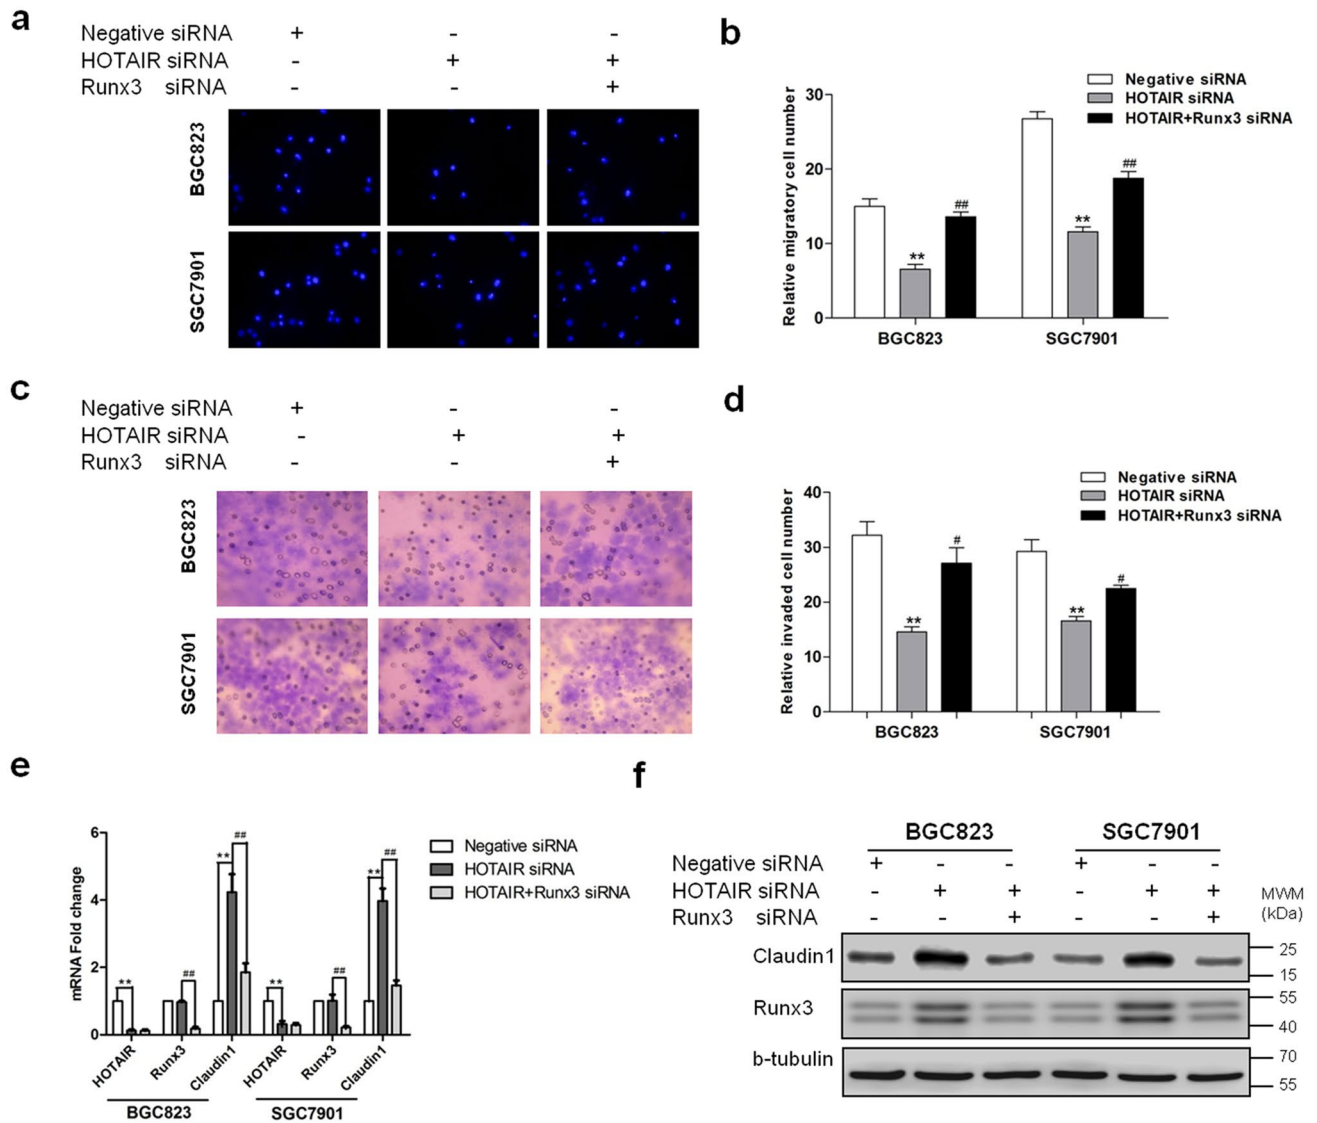 a
Negative siRNA + - -
HOTAIR siRNA - + +
Runx3 siRNA - - +
BGC823
SGC7901
b
Negative siRNA
HOTAIR siRNA
HOTAIR+Runx3 siRNA
Relative migratory cell number
30
20
10
0
** ## ** ##
BGC823 SGC7901
c
Negative siRNA + - -
HOTAIR siRNA - + +
Runx3 siRNA - - +
BGC823
SGC7901
d
Negative siRNA
HOTAIR siRNA
HOTAIR+Runx3 siRNA
Relative invaded cell number
40
30
20
10
0
** # ** #
BGC823 SGC7901
e
Negative siRNA
HOTAIR siRNA
HOTAIR+Runx3 siRNA
mRNA Fold change
6
4
2
1
0
** ## ** ## ** ## ** ##
HOTAIR Runx3 Claudin1 HOTAIR Runx3 Claudin1
BGC823 SGC7901
f
BGC823 SGC7901
Negative siRNA + - - + - -
HOTAIR siRNA - + + - + +
Runx3 siRNA - - + - - +
MWM
(kDa)
Claudin1
25
15
Runx3
55
40
b-tubulin
70
55